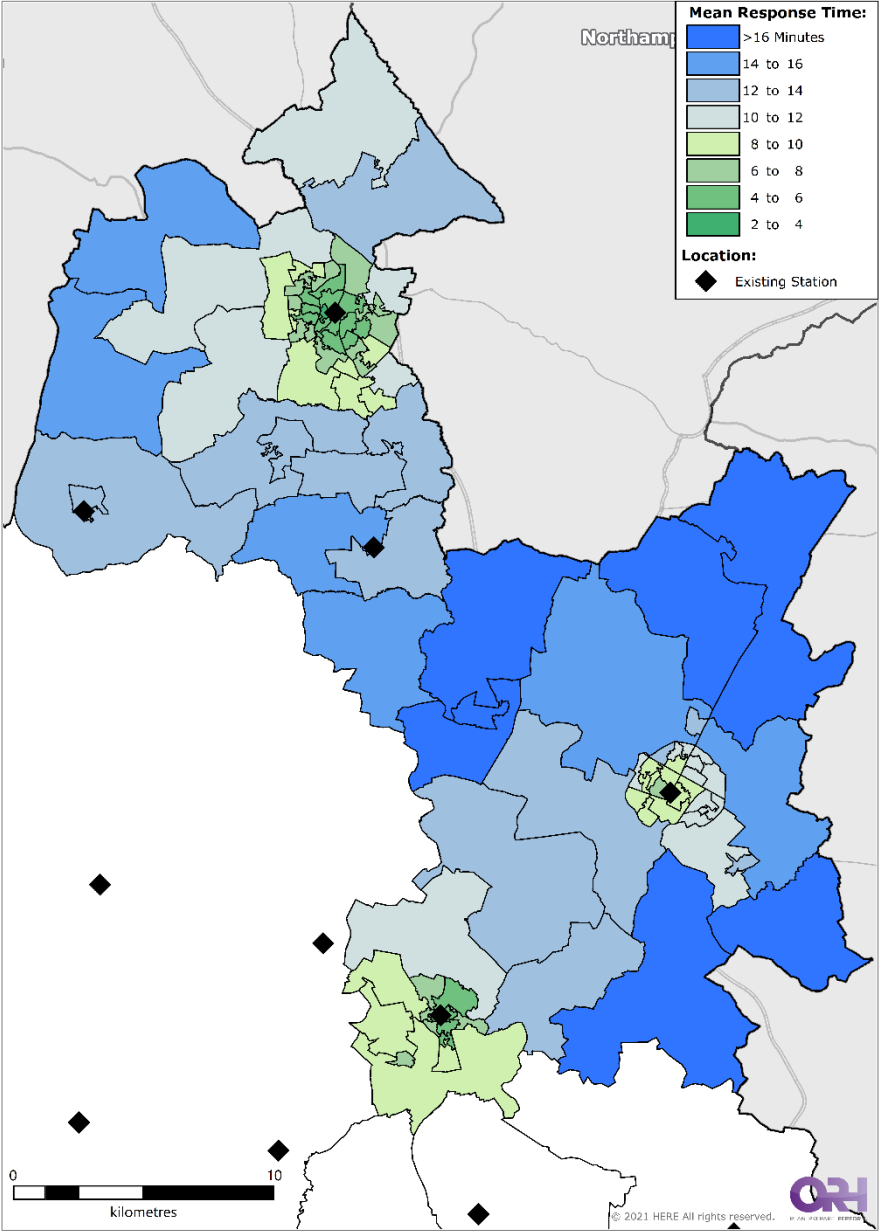 Northamp
Mean Response Time:
>16 Minutes
14 to 16
12 to 14
10 to 12
8 to 10
6 to 8
4 to 6
2 to 4
Location:
Existing Station
0 10
kilometres
ORH
© 2021 HERE All rights reserved.